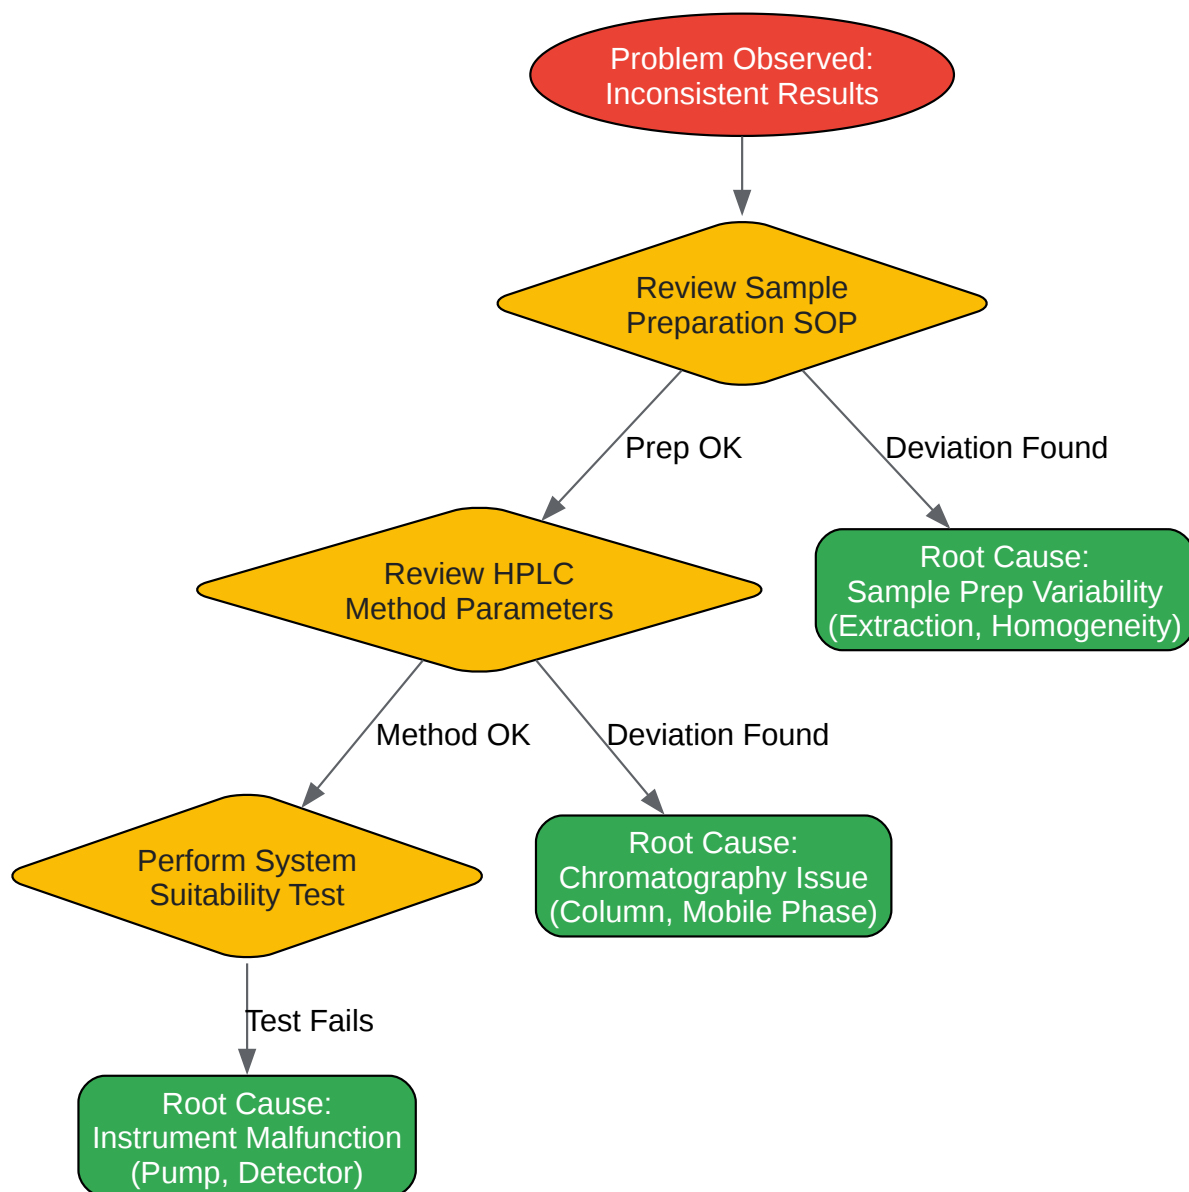 Problem Observed:
Inconsistent Results
Review Sample
Preparation SOP
Prep OK
Deviation Found
Review HPLC
Method Parameters
Root Cause:
Sample Prep Variability
(Extraction, Homogeneity)
Method OK
Deviation Found
Perform System
Suitability Test
Root Cause:
Chromatography Issue
(Column, Mobile Phase)
Test Fails
Root Cause:
Instrument Malfunction
(Pump, Detector)